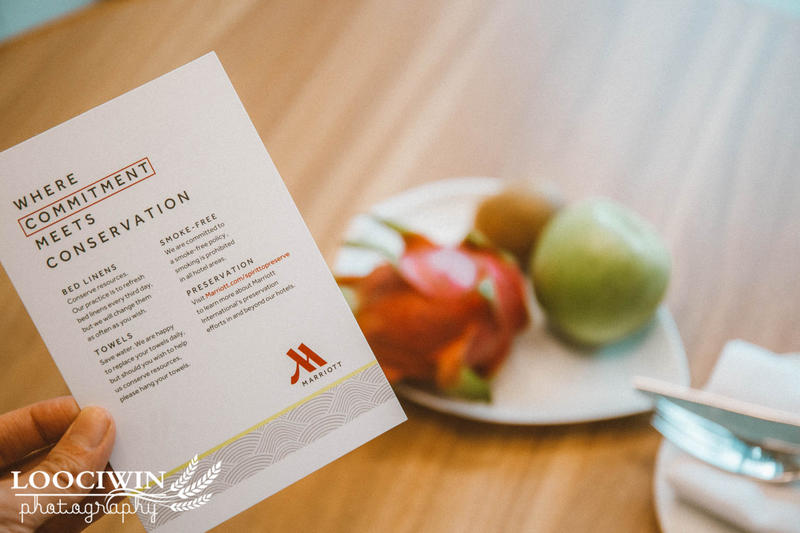 WHERE
COMMITMENT
MEETS
CONSERVATION
BED LINENS
Conserve resources.
Our practice is to refresh
bed linens every third day,
but we will change them
as often as you wish.
TOWELS
Save water. We are happy
to replace your towels daily,
but should you wish to help
us conserve resources,
please hang your towels.
SMOKE-FREE
We are committed to
a smoke-free policy,
smoking is prohibited
in all hotel areas.
PRESERVATION
Visit Marriott.com/spirittopreserve
to learn more about Marriott
International's preservation
efforts in and beyond our hotels.
MARRIOTT
LOOCIWIN
photography